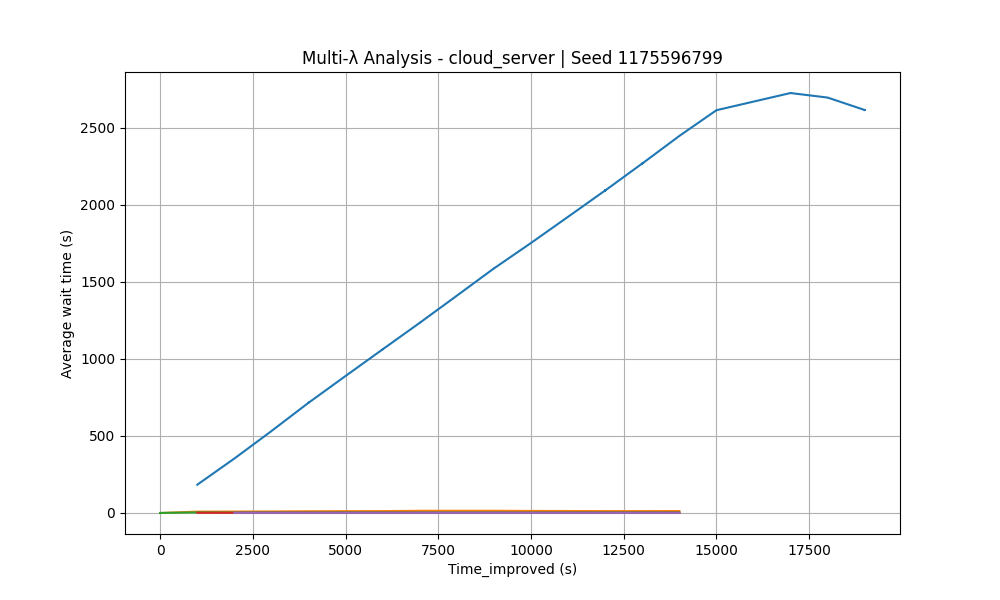 Multi-λ Analysis - cloud_server | Seed 1175596799
Average wait time (s)
2500
2000
1500
1000
500
0
0 2500 5000 7500 10000 12500 15000 17500
Time_improved (s)